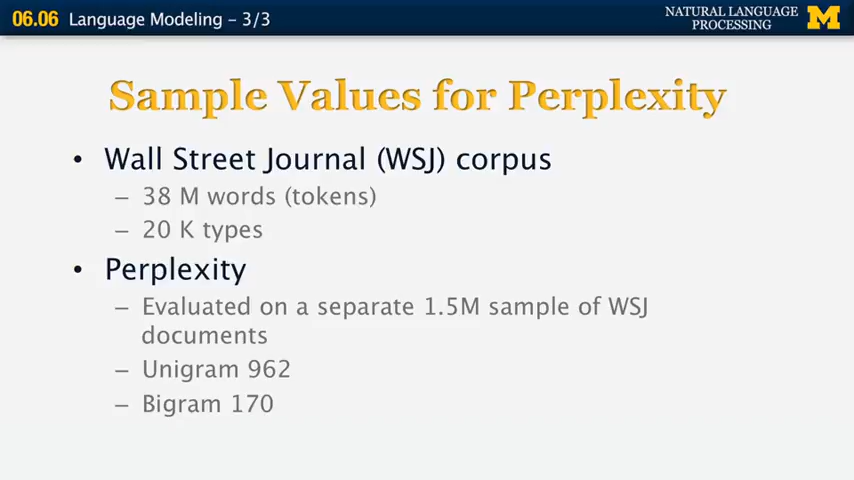 06.06 Language Modeling – 3/3
NATURAL LANGUAGE
PROCESSING
M
Sample Values for Perplexity
• Wall Street Journal (WSJ) corpus
– 38 M words (tokens)
– 20 K types
• Perplexity
– Evaluated on a separate 1.5M sample of WSJ
documents
– Unigram 962
– Bigram 170